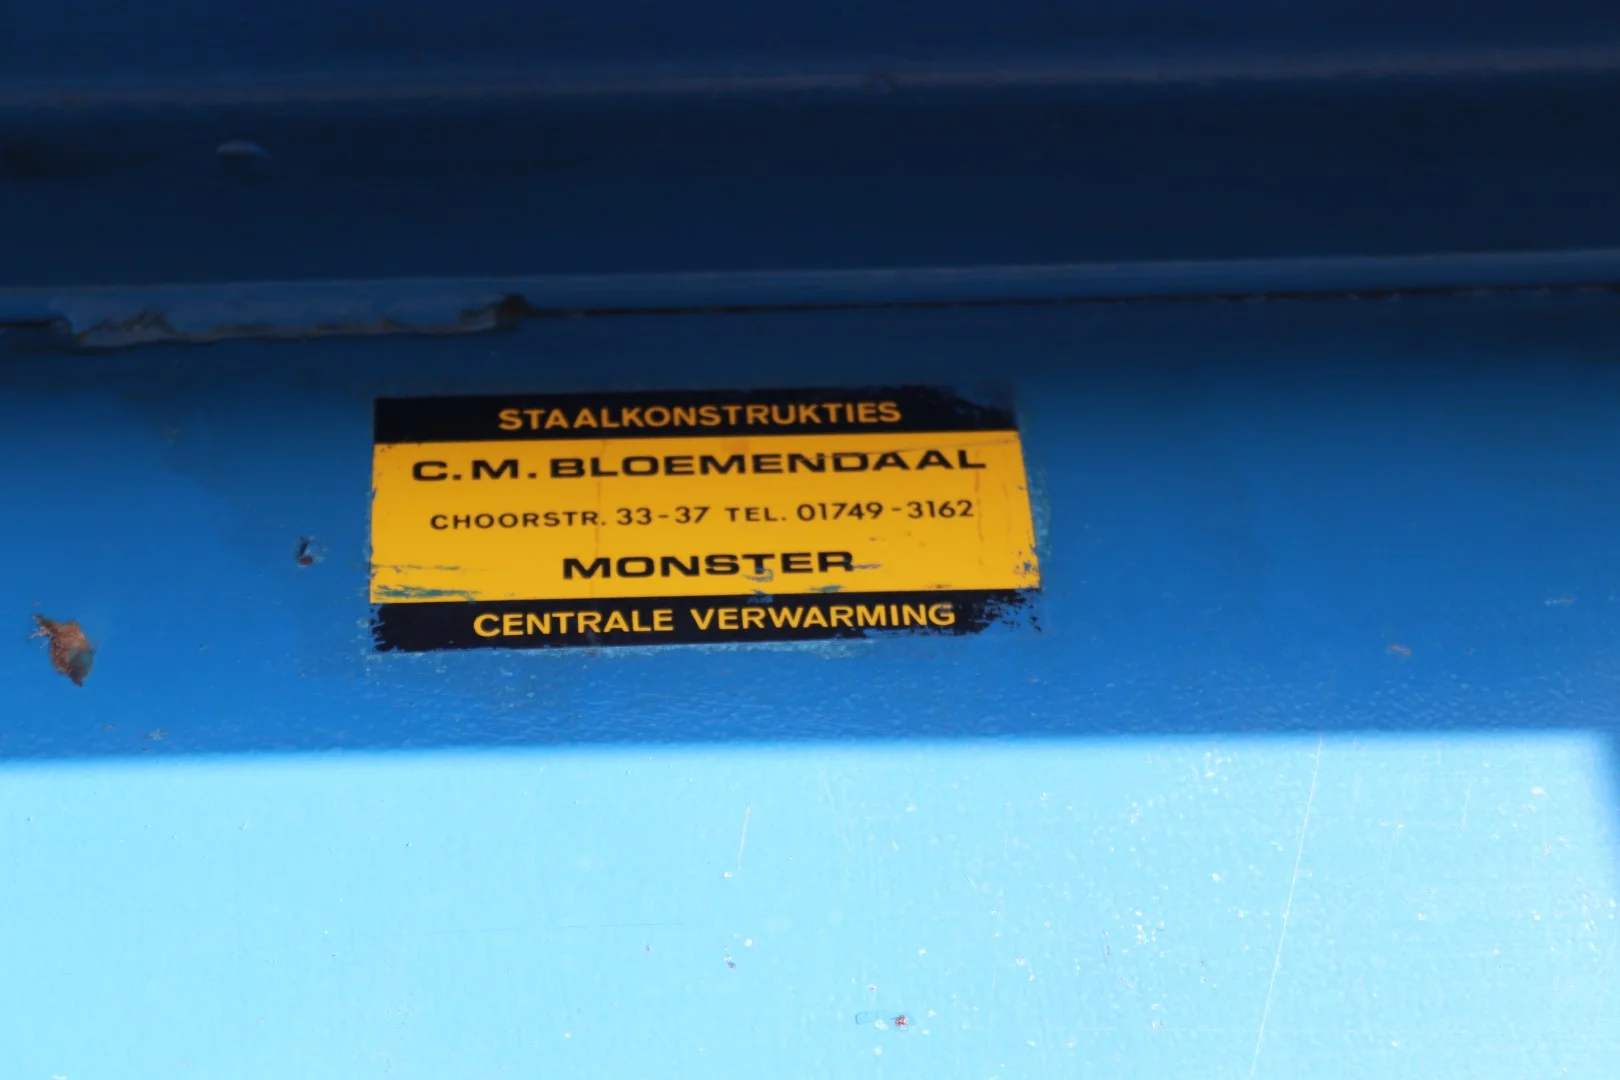 STAALKONSTRUKTIES
C.M. BLOEMENDAAL
CHOORSTR. 33-37 TEL. 01749-3162
MONSTER
CENTRALE VERWARMING